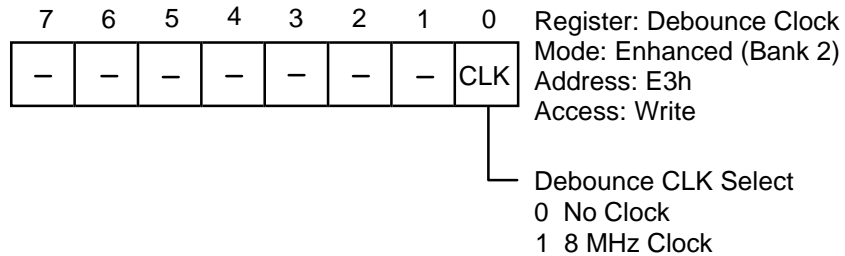 7 6 5 4 3 2 1 0
– – – – – – – CLK
Register: Debounce Clock
Mode: Enhanced (Bank 2)
Address: E3h
Access: Write
Debounce CLK Select
0 No Clock
1 8 MHz Clock